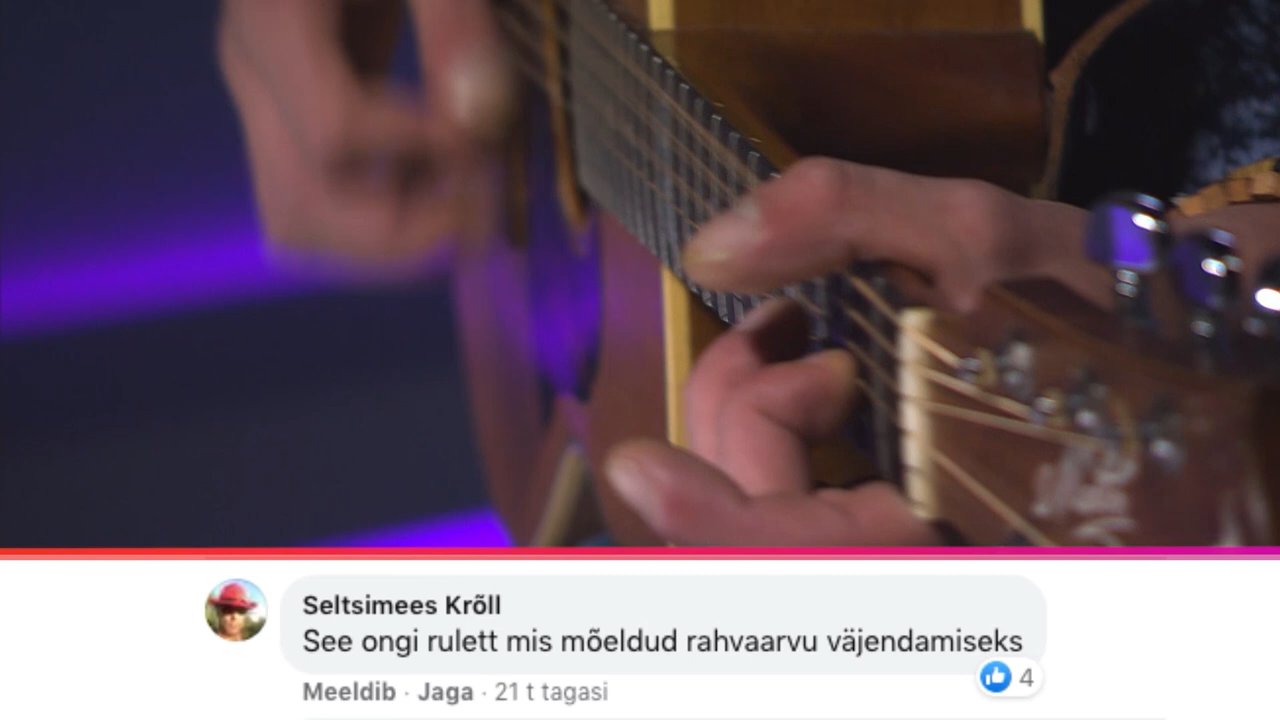 Seltsimees Krõll
See ongi rulett mis mõeldud rahvaarvu väjendamiseks
4
Meeldib · Jaga · 21 t tagasi